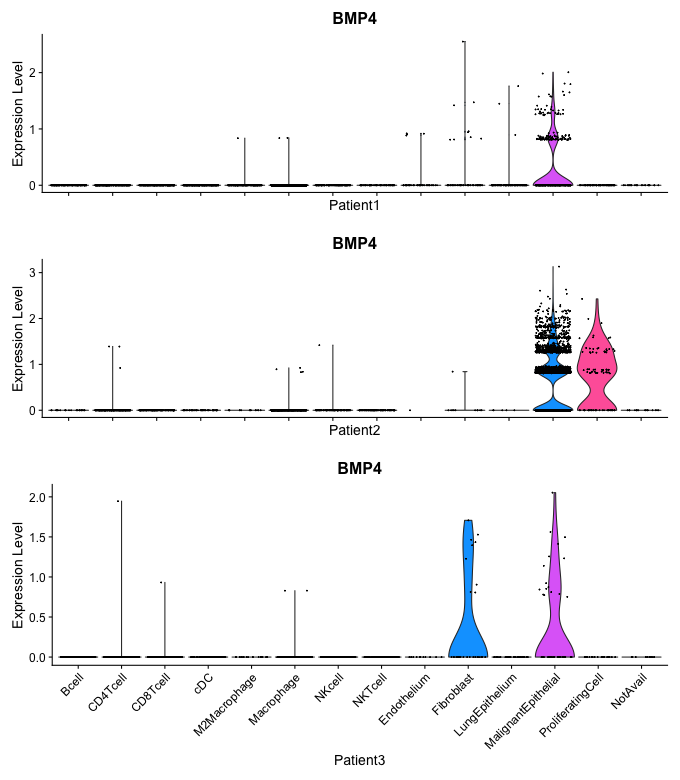 BMP4
Expression Level
2
1
0
Patient1
BMP4
Expression Level
3
2
1
0
Patient2
BMP4
Expression Level
2.0
1.5
1.0
0.5
0.0
Bcell
CD4Tcell
CD8Tcell
cDC
M2Macrophage
Macrophage
NKcell
NKTcell
Endothelium
Fibroblast
LungEpithelium
MalignantEpithelial
ProliferatingCell
NotAvail
Patient3